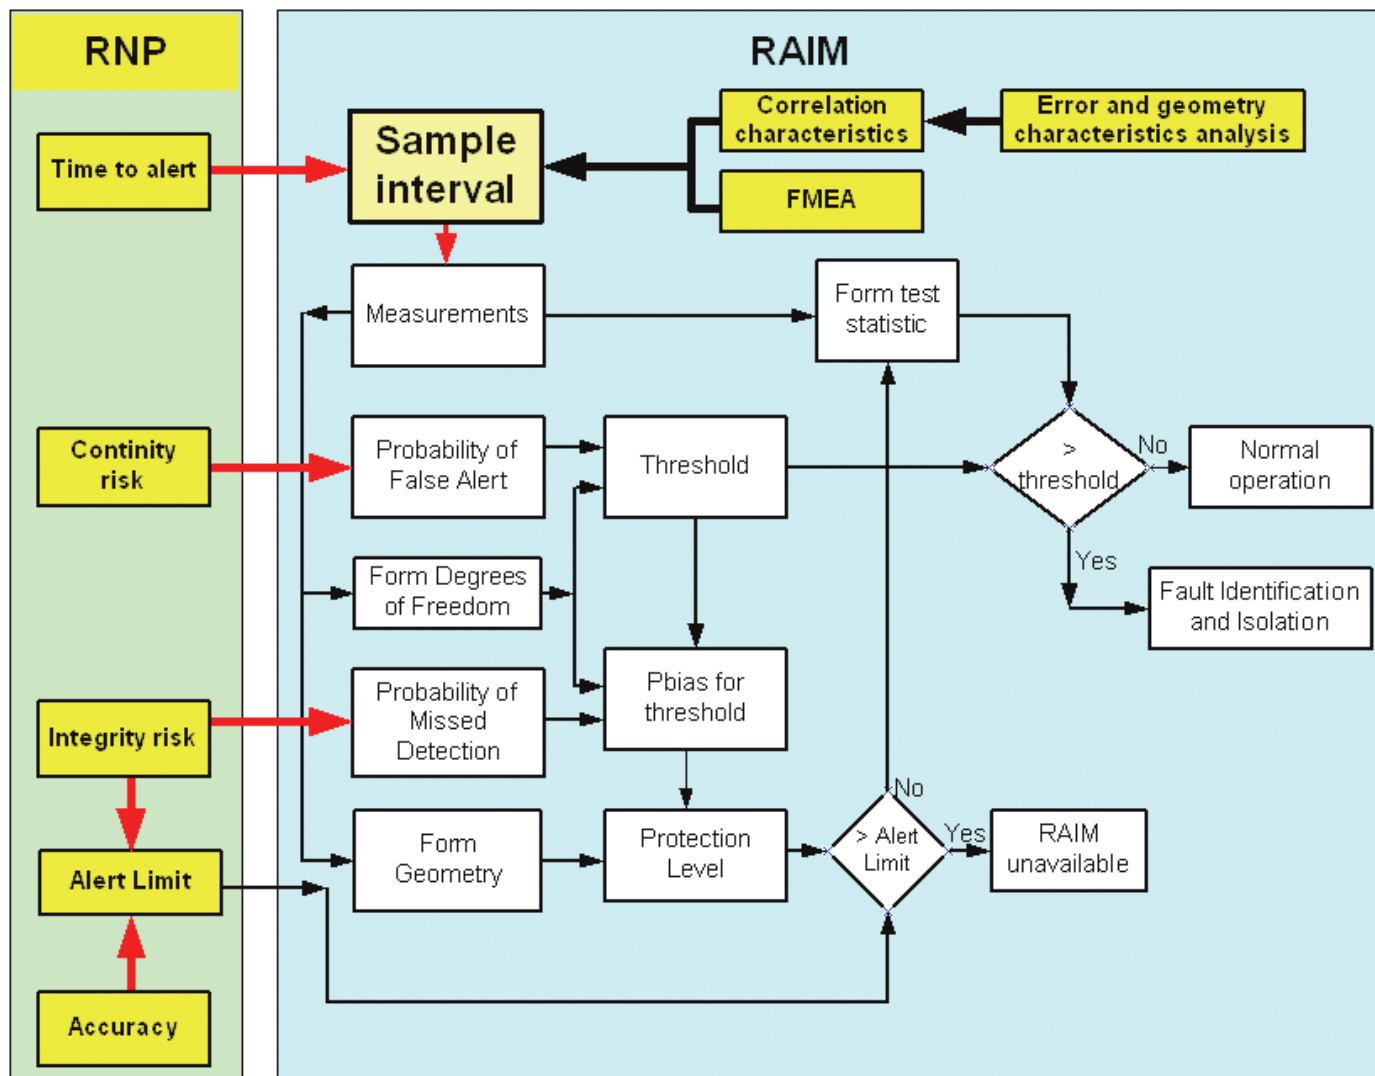 RNP
RAIM
Time to alert
Sample
interval
Correlation
characteristics
Error and geometry
characteristics analysis
FMEA
Measurements
Form test
statistic
Continity
risk
Probability of
False Alert
Threshold
>
threshold
No
Normal
operation
Yes
Form Degrees
of Freedom
Fault Identification
and Isolation
Integrity risk
Probability of
Missed
Detection
Pbias for
threshold
Alert Limit
Form
Geometry
Protection
Level
No
> Alert
Limit
Yes
RAIM
unavailable
Accuracy